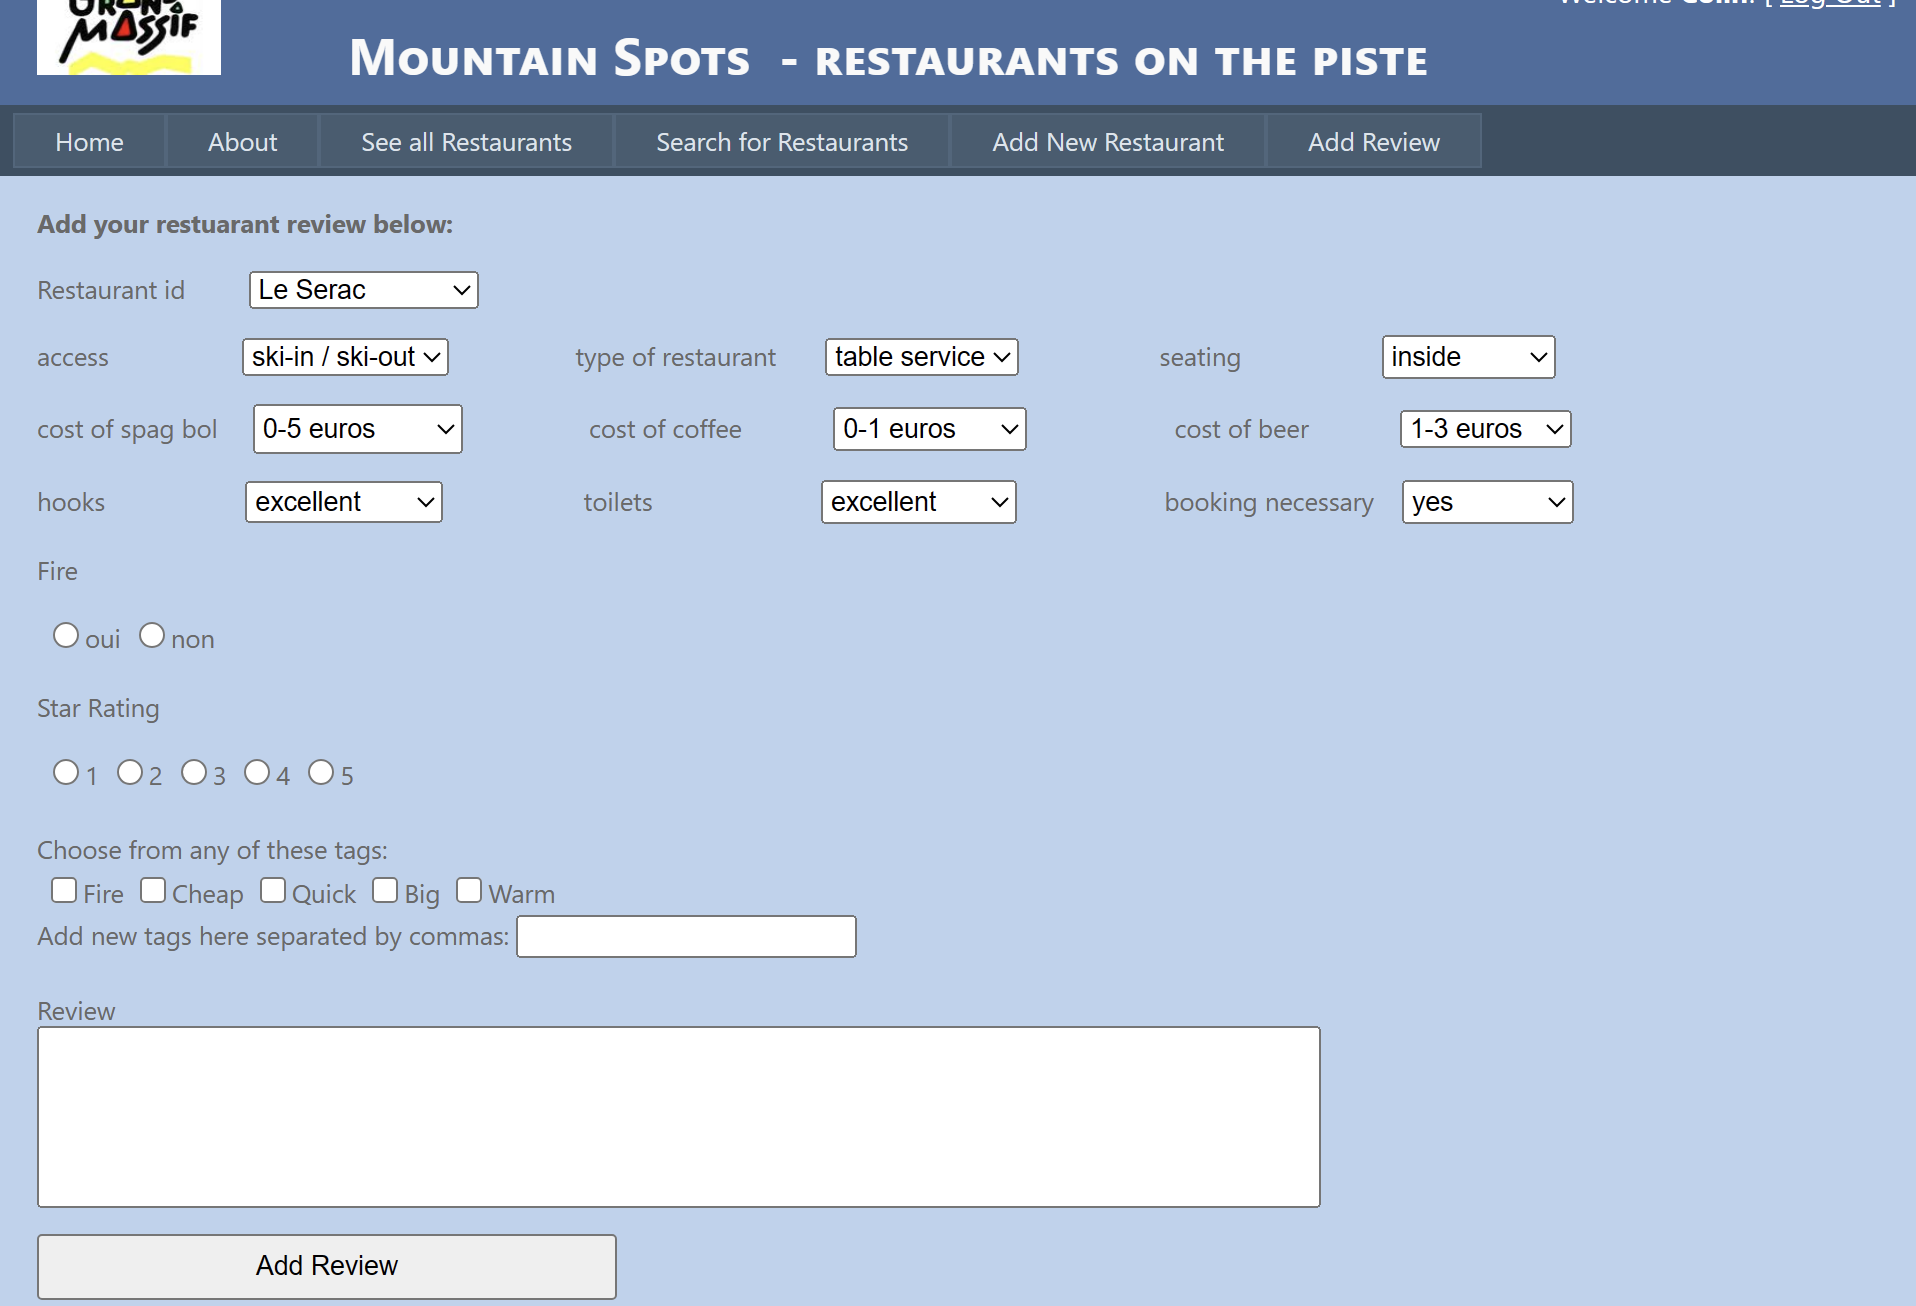 MASSIF
Welcome Colin! [ Log Out ]
Mountain Spots - restaurants on the piste
Home About See all Restaurants Search for Restaurants Add New Restaurant Add Review
Add your restuarant review below:
Restaurant id Le Serac
access ski-in / ski-out type of restaurant table service seating inside
cost of spag bol 0-5 euros cost of coffee 0-1 euros cost of beer 1-3 euros
hooks excellent toilets excellent booking necessary yes
Fire
oui non
Star Rating
1 2 3 4 5
Choose from any of these tags:
Fire Cheap Quick Big Warm
Add new tags here separated by commas:
Review
Add Review